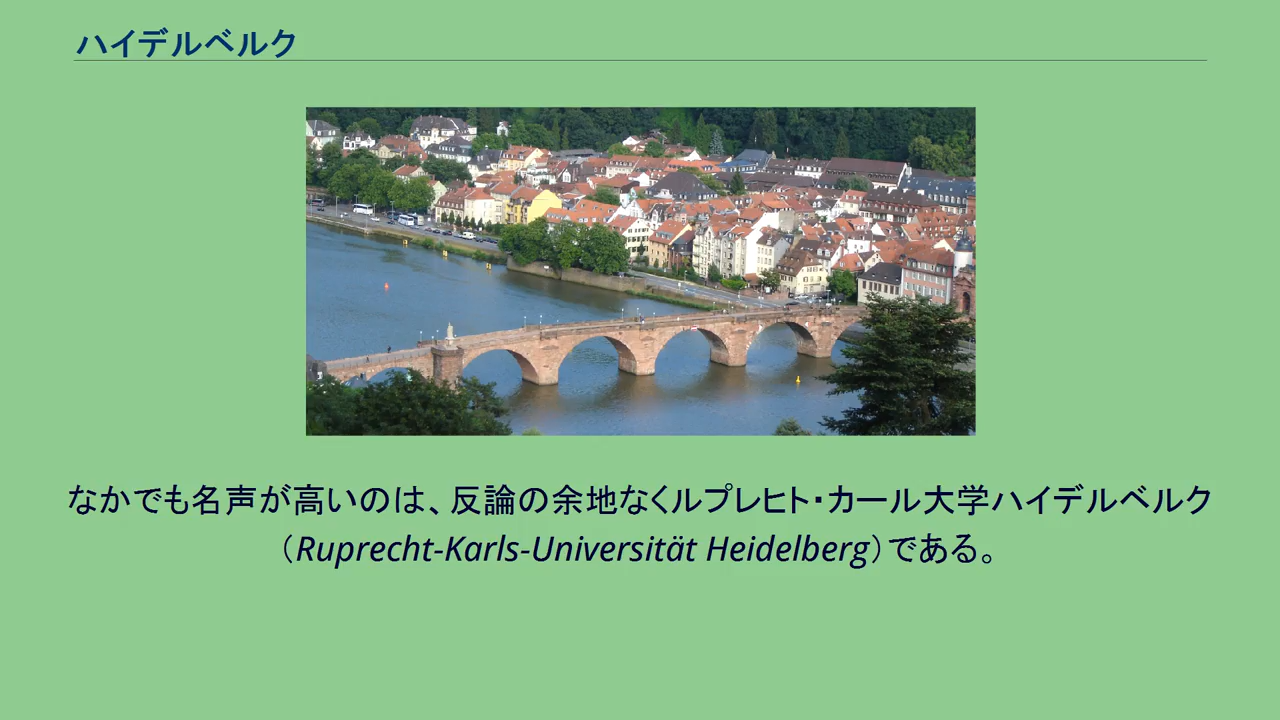 ハイデルベルク
なかでも名声が高いのは、反論の余地なくルプレヒト・カール大学ハイデルベルク
（Ruprecht-Karls-Universität Heidelberg）である。